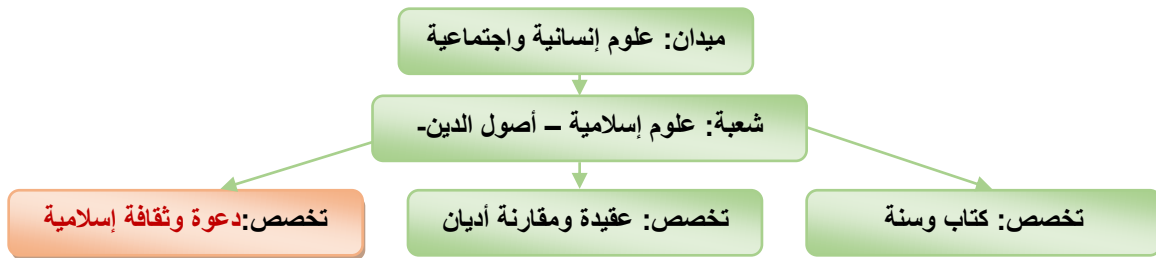 ميدان: علوم إنسانية واجتماعية
شعبة: علوم إسلامية – أصول الدين-
تخصص: كتاب وسنة
تخصص: عقيدة ومقارنة أديان
تخصص:دعوة وثقافة إسلامية